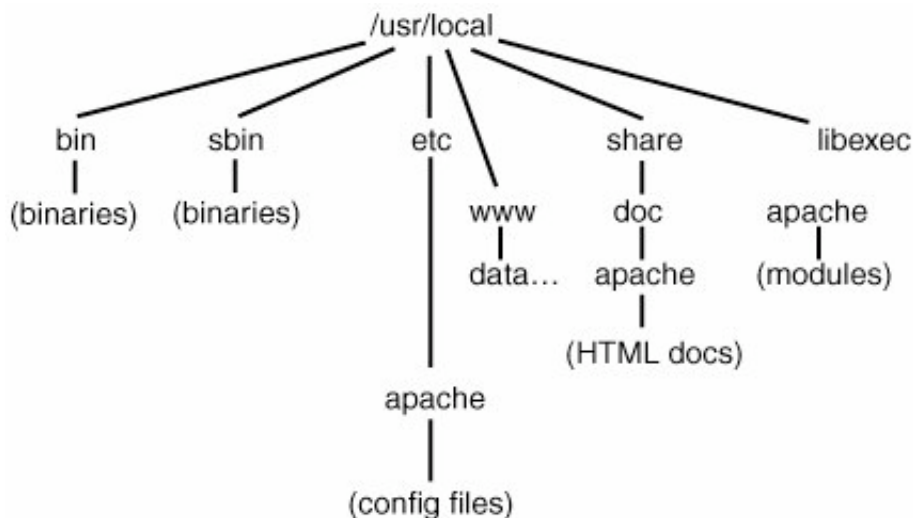 /usr/local
bin sbin etc share libexec
(binaries) (binaries) www doc apache
data… apache (modules)
(HTML docs)
apache
(config files)